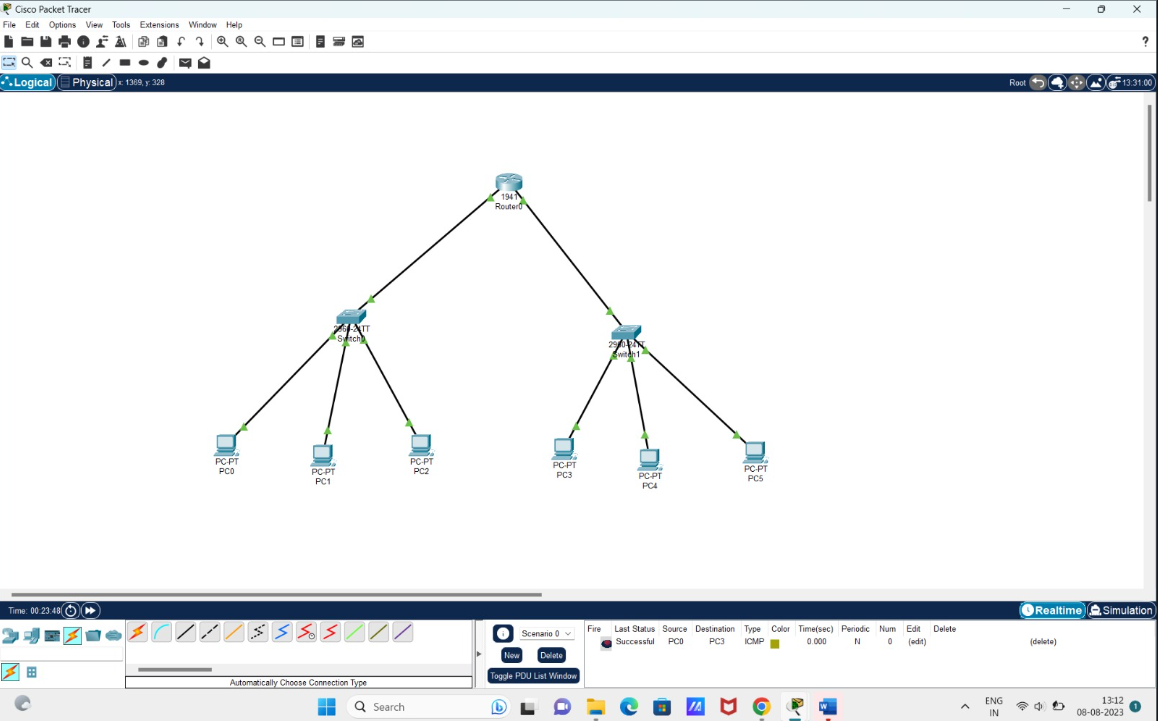 Cisco Packet Tracer
File Edit Options View Tools Extensions Window Help
?
Logical Physical x: 1369, y: 328 Root 13:31:00
1941
Router0
2960-24TT
Switch0
2960-24TT
Switch1
PC-PT
PC0
PC-PT
PC1
PC-PT
PC2
PC-PT
PC3
PC-PT
PC4
PC-PT
PC5
Time: 00:23:48 Realtime Simulation
Scenario 0
New Delete
Toggle PDU List Window
Fire Last Status Source Destination Type Color Time(sec) Periodic Num Edit Delete
Successful PC0 PC3 ICMP 0.000 N 0 (edit) (delete)
Automatically Choose Connection Type
Search
ENG
IN
13:12
08-08-2023
1